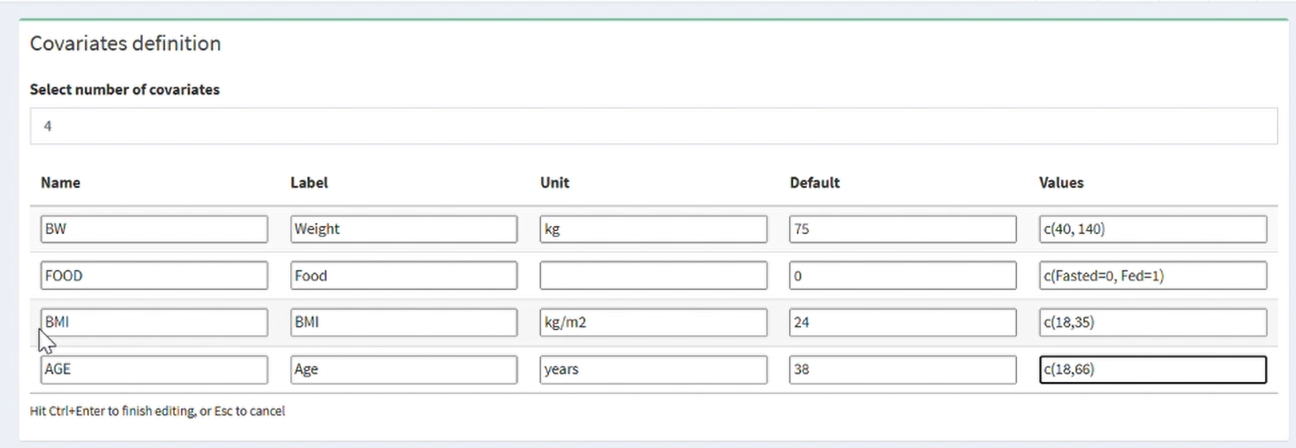 Covariates definition
Select number of covariates
4
Name Label Unit Default Values
BW Weight kg 75 c(40, 140)
FOOD Food 0 c(Fasted=0, Fed=1)
BMI BMI kg/m2 24 c(18,35)
AGE Age years 38 c(18,66)
Hit Ctrl+Enter to finish editing, or Esc to cancel